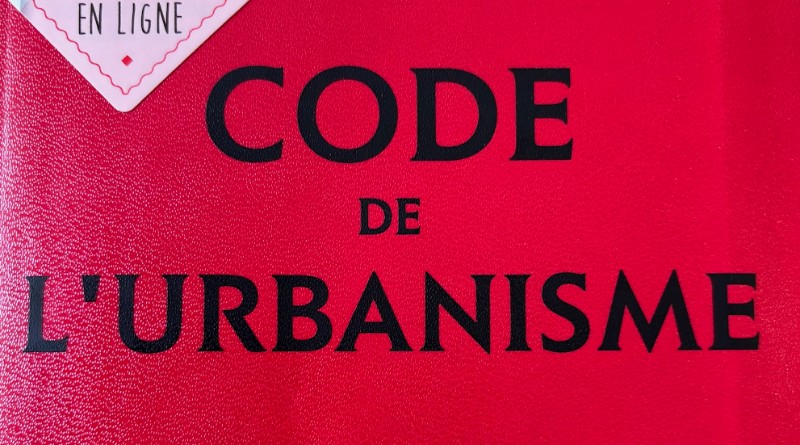 EN LIGNE
CODE
DE
L'URBANISME